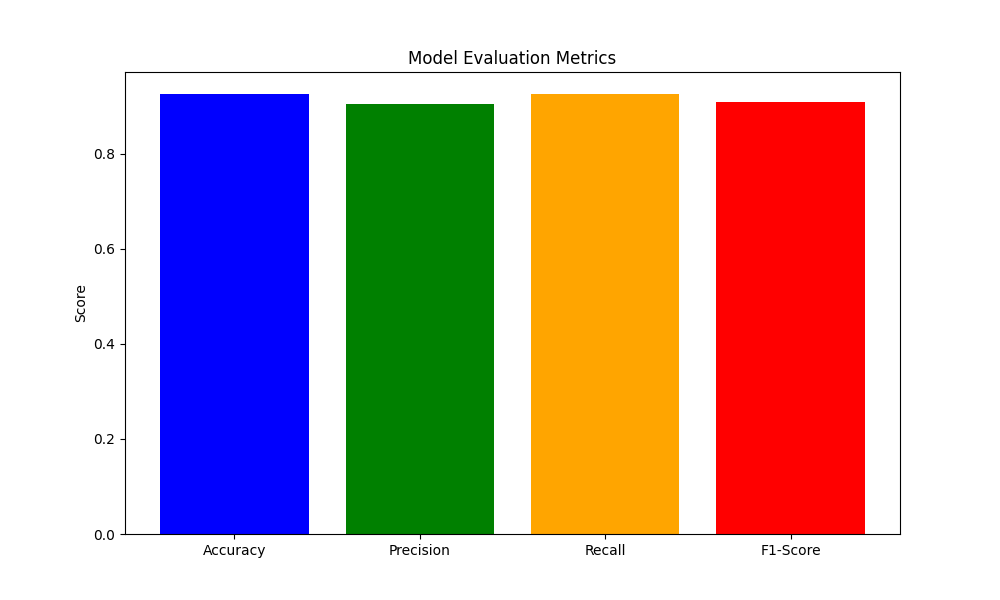 Model Evaluation Metrics
Score
0.8
0.6
0.4
0.2
0.0
Accuracy
Precision
Recall
F1-Score